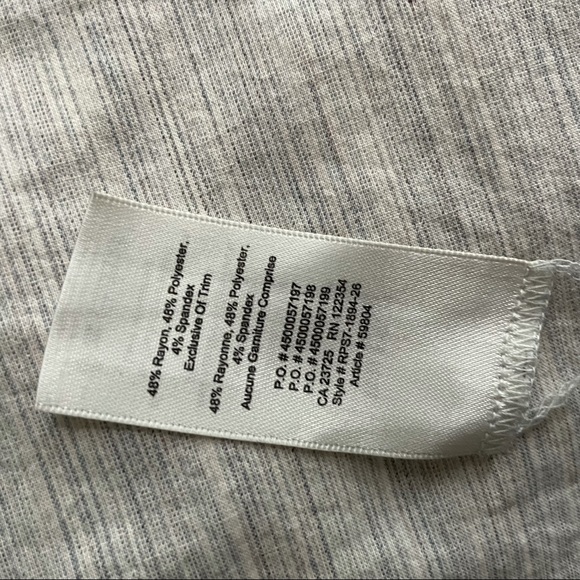 48% Rayon, 48% Polyester,
4% Spandex
Exclusive Of Trim
48% Rayonne, 48% Polyester,
4% Spandex
Aucune Garniture Comprise
P.O. # 4500057197
P.O. # 4500057198
P.O. # 4500057199
CA 23725 RN 122354
Style # RPS7-1894-26
Article # 59804